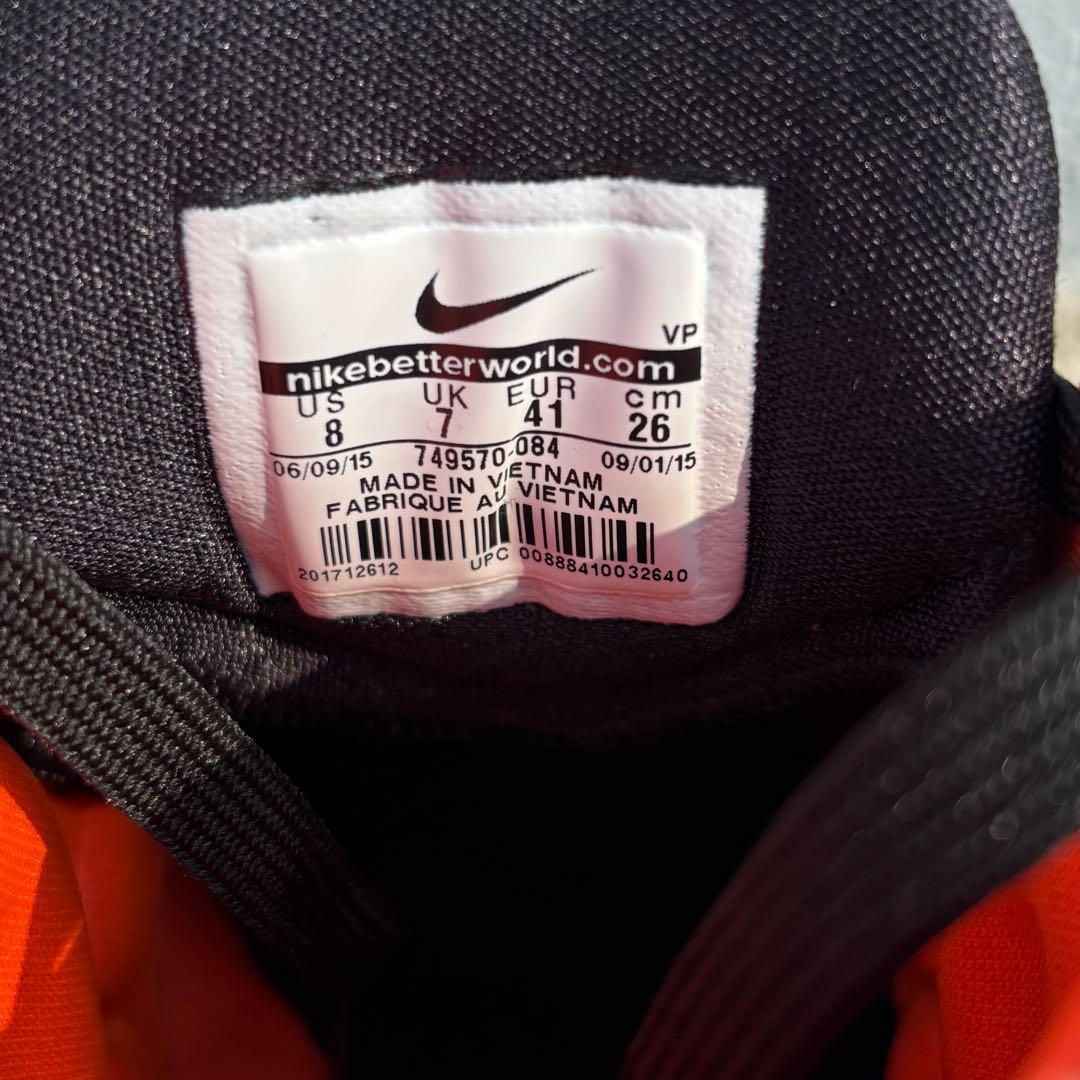 VP
nikebetterworld.com
US UK EUR cm
8 7 41 26
06/09/15 749570-084 09/01/15
MADE IN VIETNAM
FABRIQUE AU VIETNAM
201712612 UPC 00888410032640